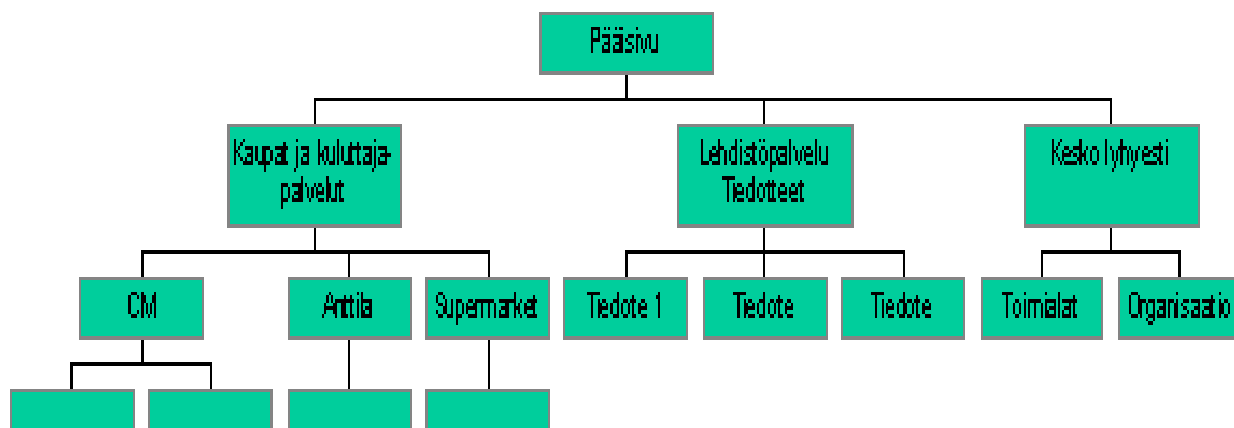 Pääsivu
Kaupat ja kuluttaja-
palvelut
Lehdistöpalvelu
Tiedotteet
Kesko lyhyesti
CM
Anttila
Supermarket
Tiedote 1
Tiedote
Tiedote
Toimialat
Organisaatio